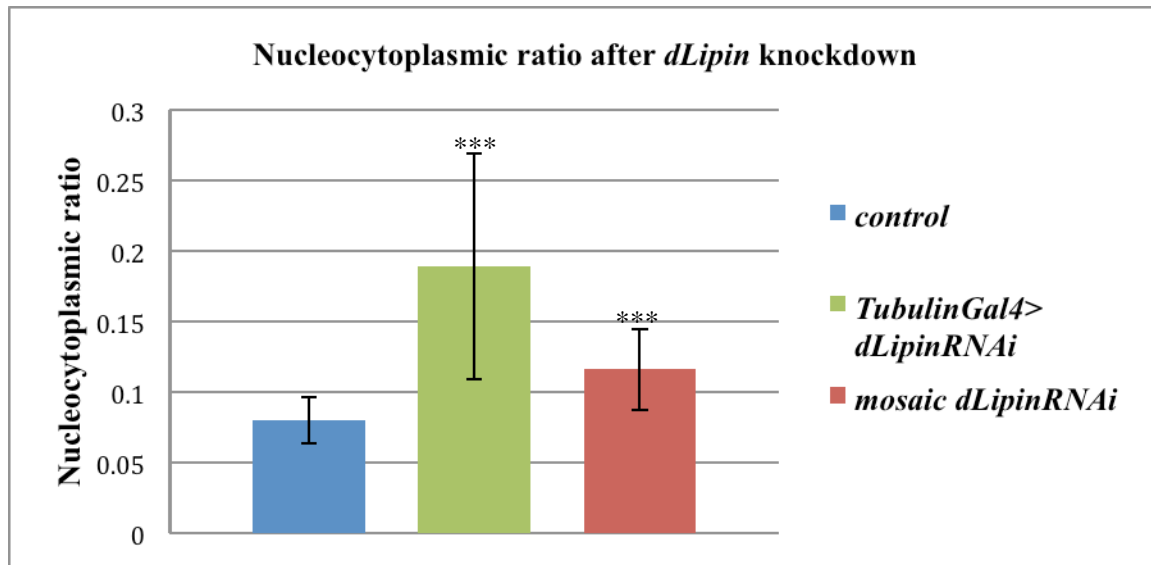 Nucleocytoplasmic ratio after dLipin knockdown
Nucleocytoplasmic ratio
0.3
0.25
0.2
0.15
0.1
0.05
0
***
***
control
TubulinGal4>
dLipinRNAi
mosaic dLipinRNAi